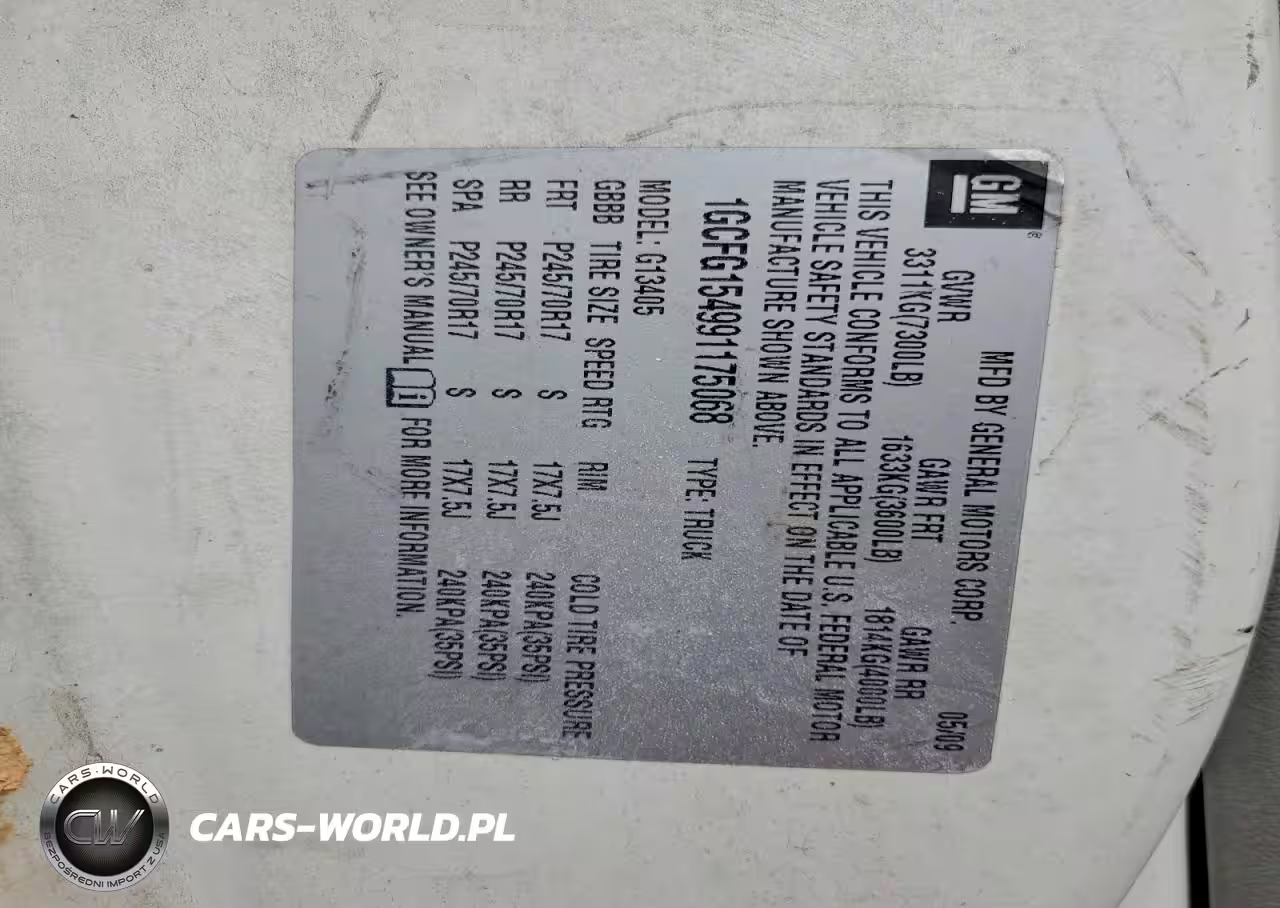 GM
MFD BY GENERAL MOTORS CORP. 05/09
GVWR GAWR FRT GAWR RR
3311KG(7300LB) 1633KG(3600LB) 1814KG(4000LB)
THIS VEHICLE CONFORMS TO ALL APPLICABLE U.S. FEDERAL MOTOR
VEHICLE SAFETY STANDARDS IN EFFECT ON THE DATE OF
MANUFACTURE SHOWN ABOVE.
1GCFG154991175068 TYPE: TRUCK
MODEL: G13405
GBBB TIRE SIZE SPEED RTG RIM COLD TIRE PRESSURE
FRT P245/70R17 S 17X7.5J 240KPA(35PSI)
RR P245/70R17 S 17X7.5J 240KPA(35PSI)
SPA P245/70R17 S 17X7.5J 240KPA(35PSI)
SEE OWNER'S MANUAL FOR MORE INFORMATION.
CARS-WORLD
CW
BEZPOŚREDNI IMPORT Z USA
CARS-WORLD.PL